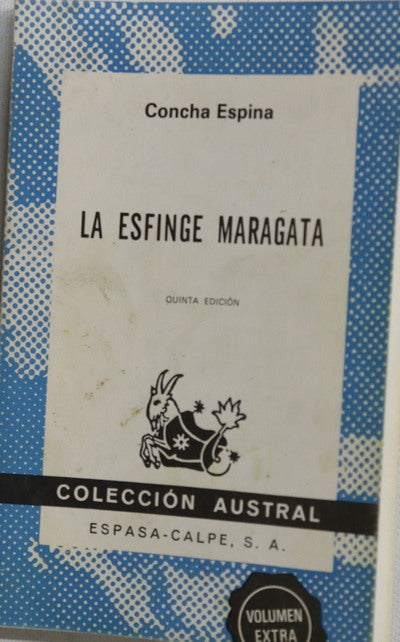 Concha Espina
LA ESFINGE MARAGATA
QUINTA EDICIÓN
COLECCIÓN AUSTRAL
ESPASA-CALPE, S. A.
VOLUMEN
EXTRA